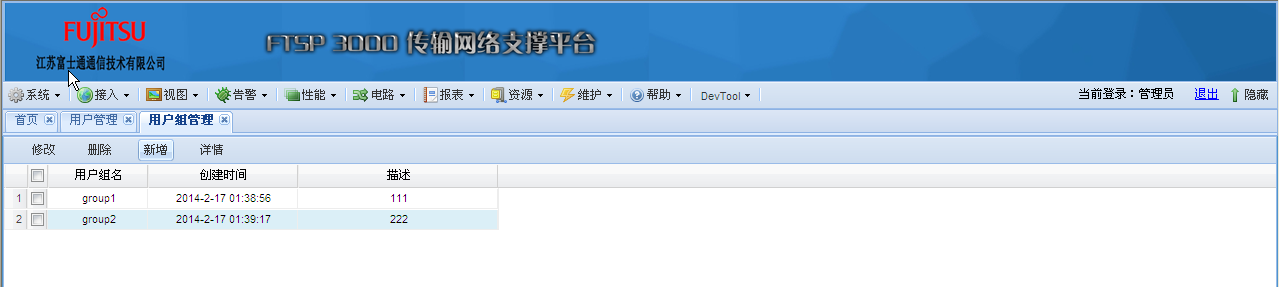 FUJITSU
江苏富士通通信技术有限公司
FTSP 3000 传输网络支撑平台
系统 接入 视图 告警 性能 电路 报表 资源 维护 帮助 DevTool 当前登录：管理员 退出 隐藏
首页 用户管理 用户组管理
修改 删除 新增 详情
用户组名 创建时间 描述
1 group1 2014-2-17 01:38:56 111
2 group2 2014-2-17 01:39:17 222